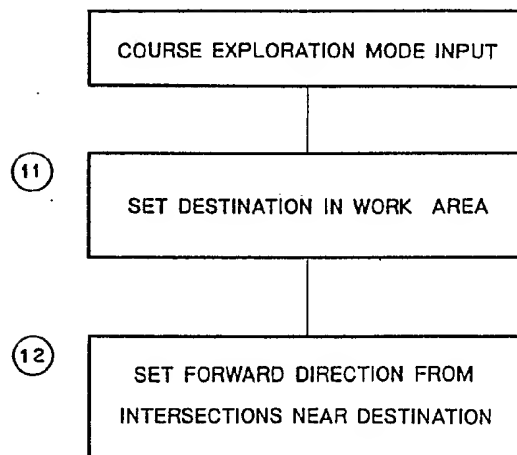 COURSE EXPLORATION MODE INPUT
11
SET DESTINATION IN WORK AREA
12
SET FORWARD DIRECTION FROM
INTERSECTIONS NEAR DESTINATION